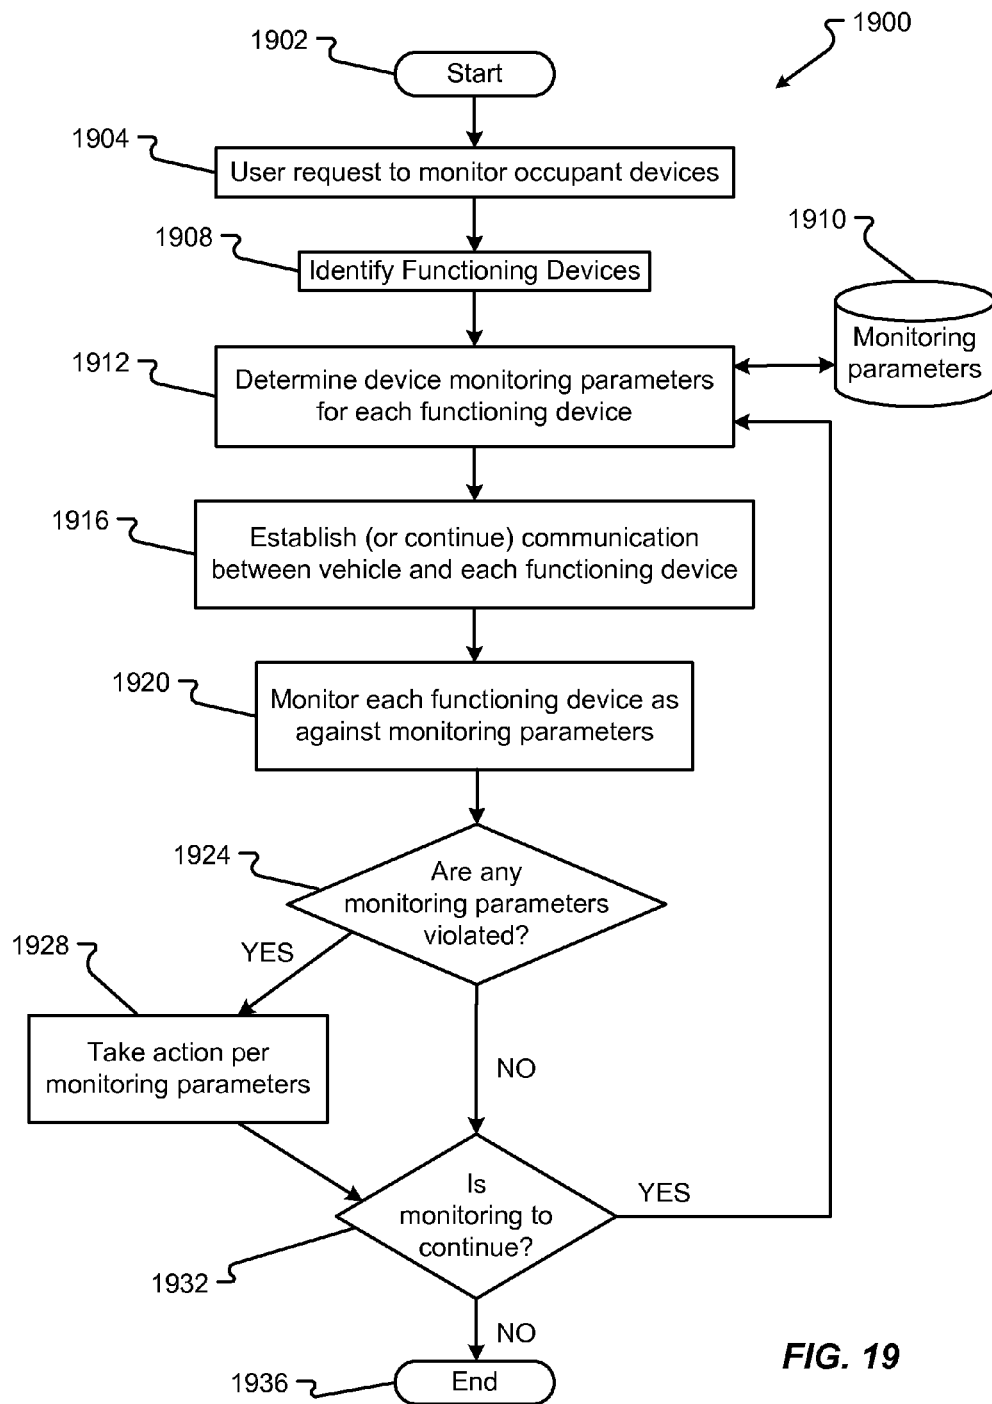 1900
1902
Start
1904
User request to monitor occupant devices
1908
Identify Functioning Devices
1910
Monitoring
parameters
1912
Determine device monitoring parameters
for each functioning device
1916
Establish (or continue) communication
between vehicle and each functioning device
1920
Monitor each functioning device as
against monitoring parameters
1924
Are any
monitoring parameters
violated?
YES
1928
Take action per
monitoring parameters
NO
Is
monitoring to
continue?
YES
1932
NO
1936
End
FIG. 19